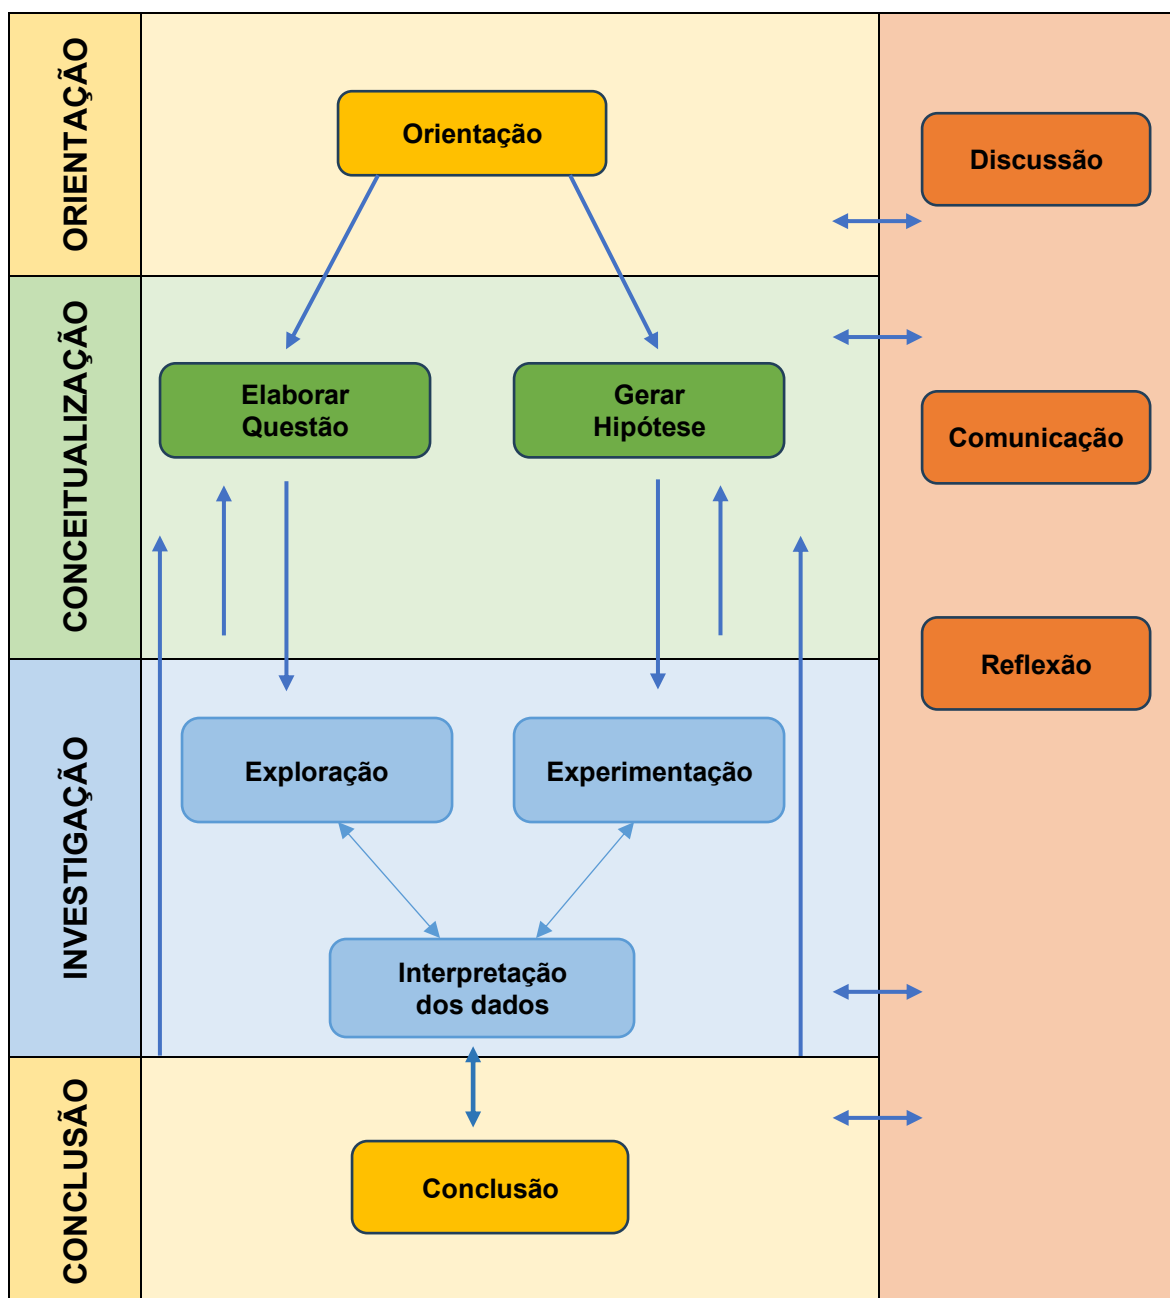 ORIENTAÇÃO
Orientação
Discussão
CONCEITUALIZAÇÃO
Elaborar
Questão
Gerar
Hipótese
Comunicação
Reflexão
INVESTIGAÇÃO
Exploração
Experimentação
Interpretação
dos dados
CONCLUSÃO
Conclusão